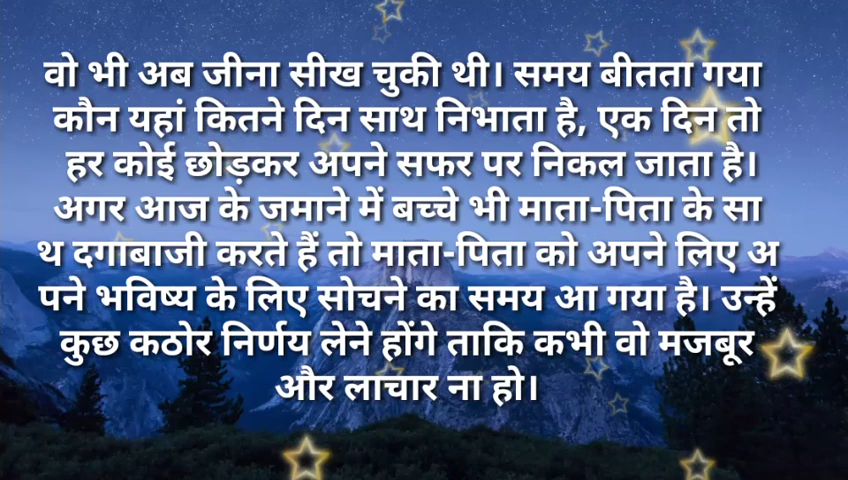 वो भी अब जीना सीख चुकी थी। समय बीतता गया
कौन यहां कितने दिन साथ निभाता है, एक दिन तो
हर कोई छोड़कर अपने सफर पर निकल जाता है।
अगर आज के जमाने में बच्चे भी माता-पिता के सा
थ दगाबाजी करते हैं तो माता-पिता को अपने लिए अ
पने भविष्य के लिए सोचने का समय आ गया है। उन्हें
कुछ कठोर निर्णय लेने होंगे ताकि कभी वो मजबूर
और लाचार ना हो।